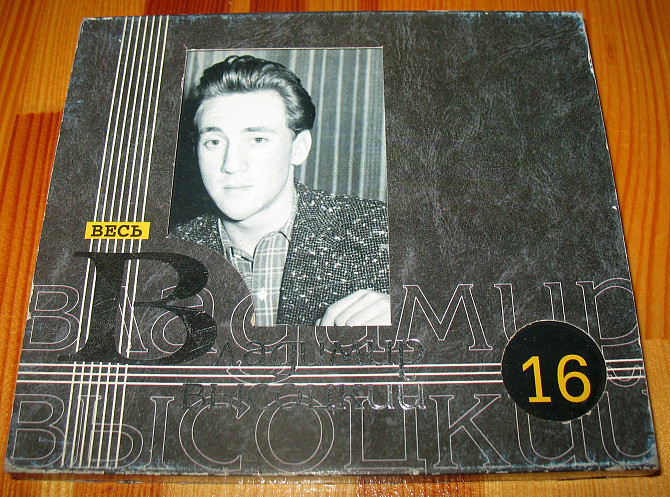 ВЕСЬ
Владимир
Владимир
16
высоцкий
высоцкий